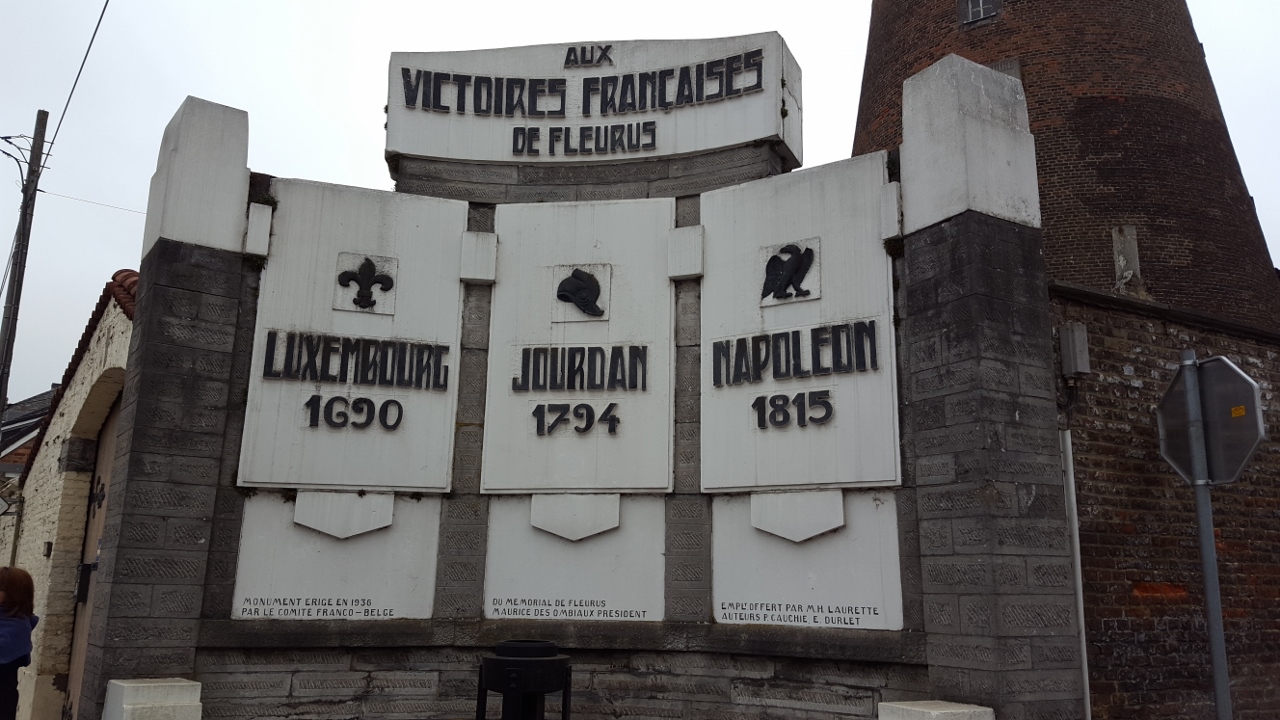 AUX
VICTOIRES FRANÇAISES
DE FLEURUS
LUXEMBOURG
1690
JOURDAN
1794
NAPOLEON
1815
MONUMENT ERIGE EN 1936
PAR LE COMITE FRANCO-BELGE
DU MEMORIAL DE FLEURUS
MAURICE DES OMBIAUX PRESIDENT
EMPLT OFFERT PAR M.H. LAURETTE
AUTEURS P. CAUCHIE, E. DURLET